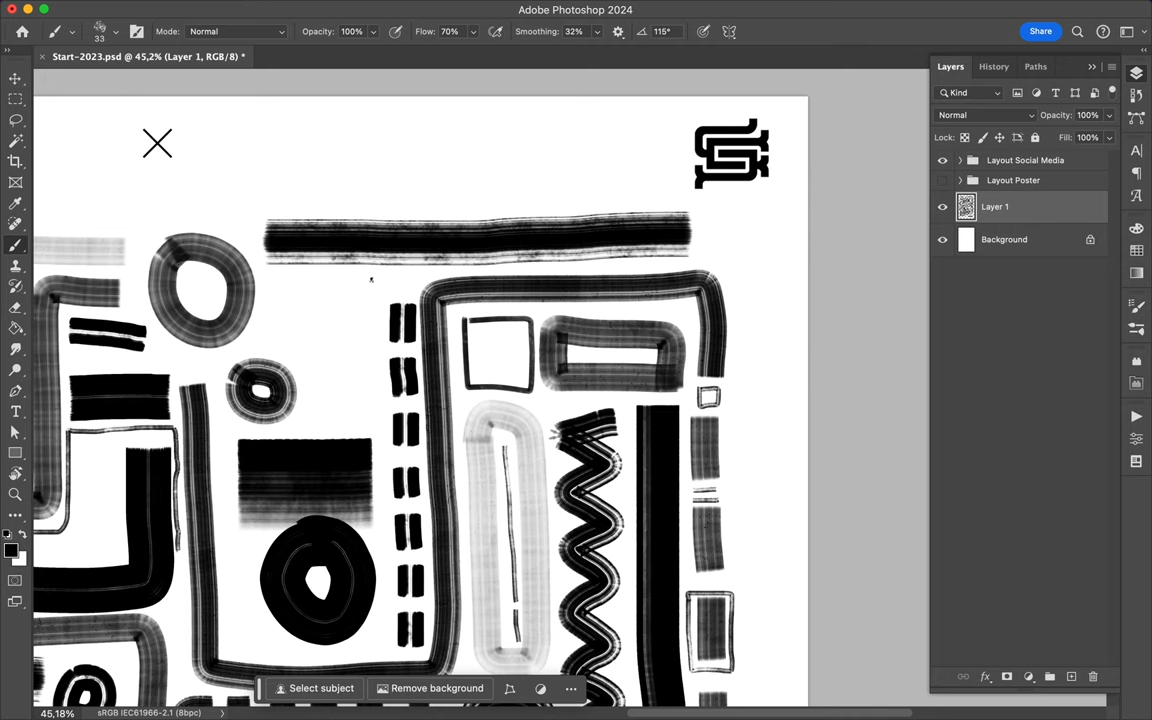 Adobe Photoshop 2024
33
Mode: Normal
Opacity: 100%
Flow: 70%
Smoothing: 32%
115°
Share
Start-2023.psd @ 45,2% (Layer 1, RGB/8) *
Layers
History
Paths
Kind
Normal
Opacity: 100%
Lock:
Fill: 100%
Layout Social Media
Layout Poster
Layer 1
Background
Select subject
Remove background
45,18%
sRGB IEC61966-2.1 (8bpc)